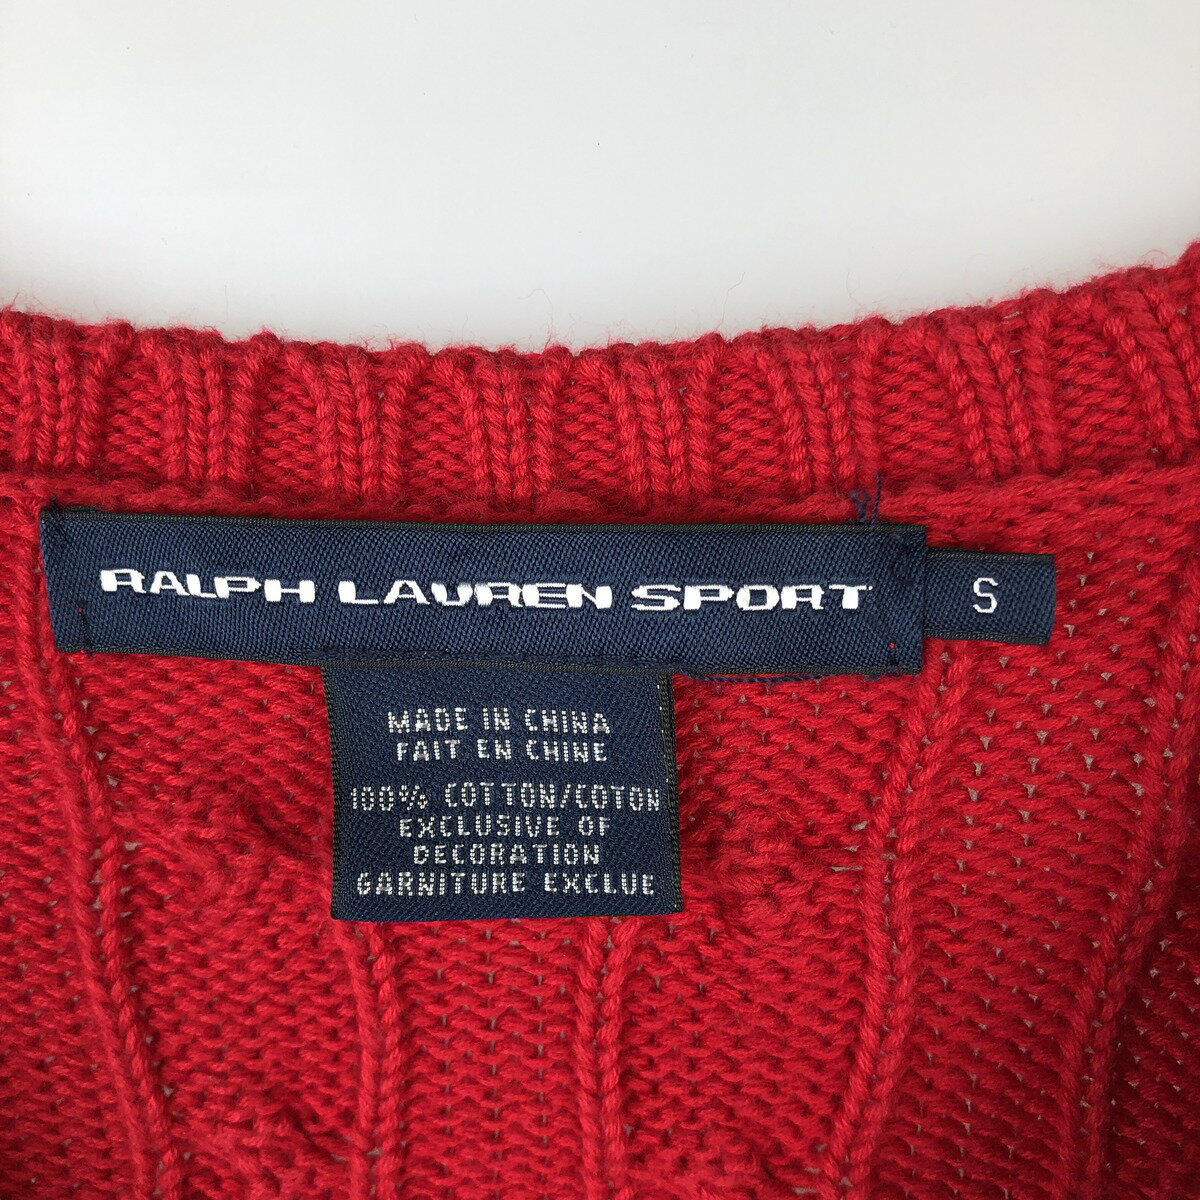 RALPH LAUREN SPORT
S
MADE IN CHINA
FAIT EN CHINE
100% COTTON/COTON
EXCLUSIVE OF
DECORATION
GARNITURE EXCLUE